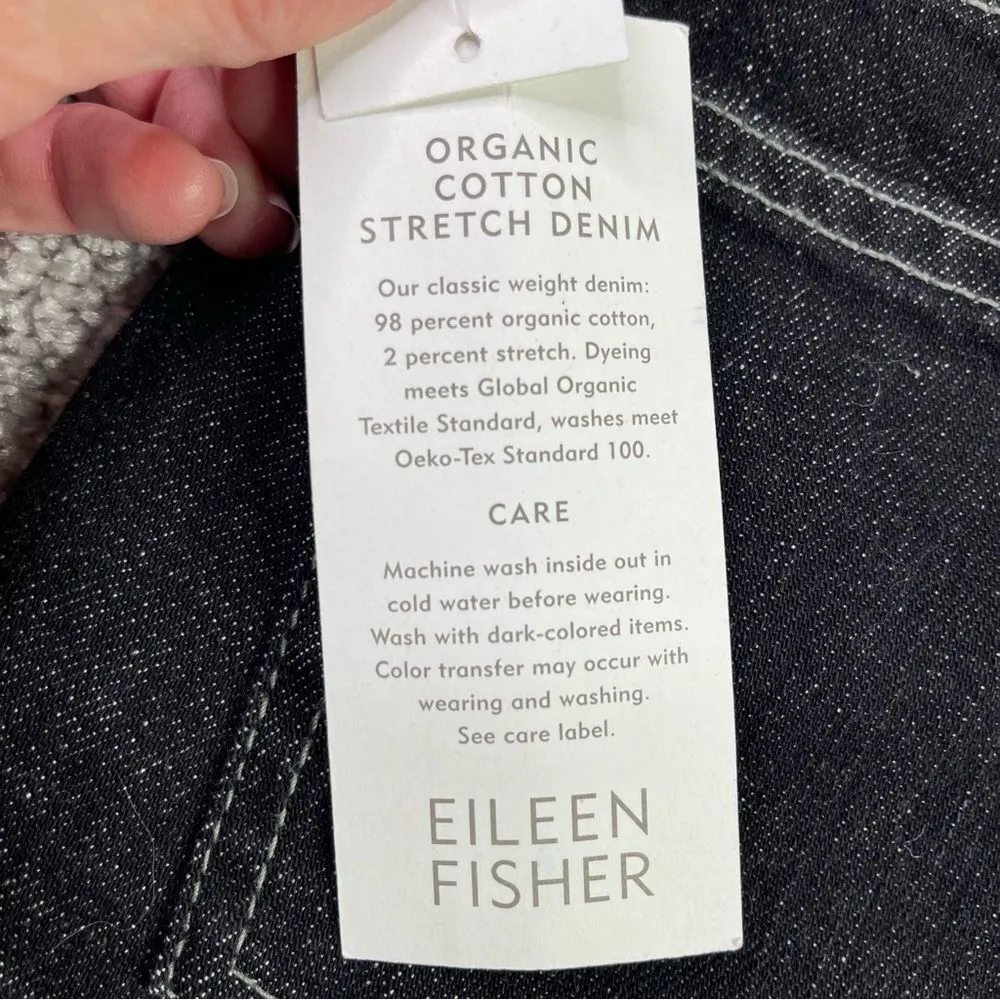 ORGANIC
COTTON
STRETCH DENIM
Our classic weight denim:
98 percent organic cotton,
2 percent stretch. Dyeing
meets Global Organic
Textile Standard, washes meet
Oeko-Tex Standard 100.
CARE
Machine wash inside out in
cold water before wearing.
Wash with dark-colored items.
Color transfer may occur with
wearing and washing.
See care label.
EILEEN
FISHER